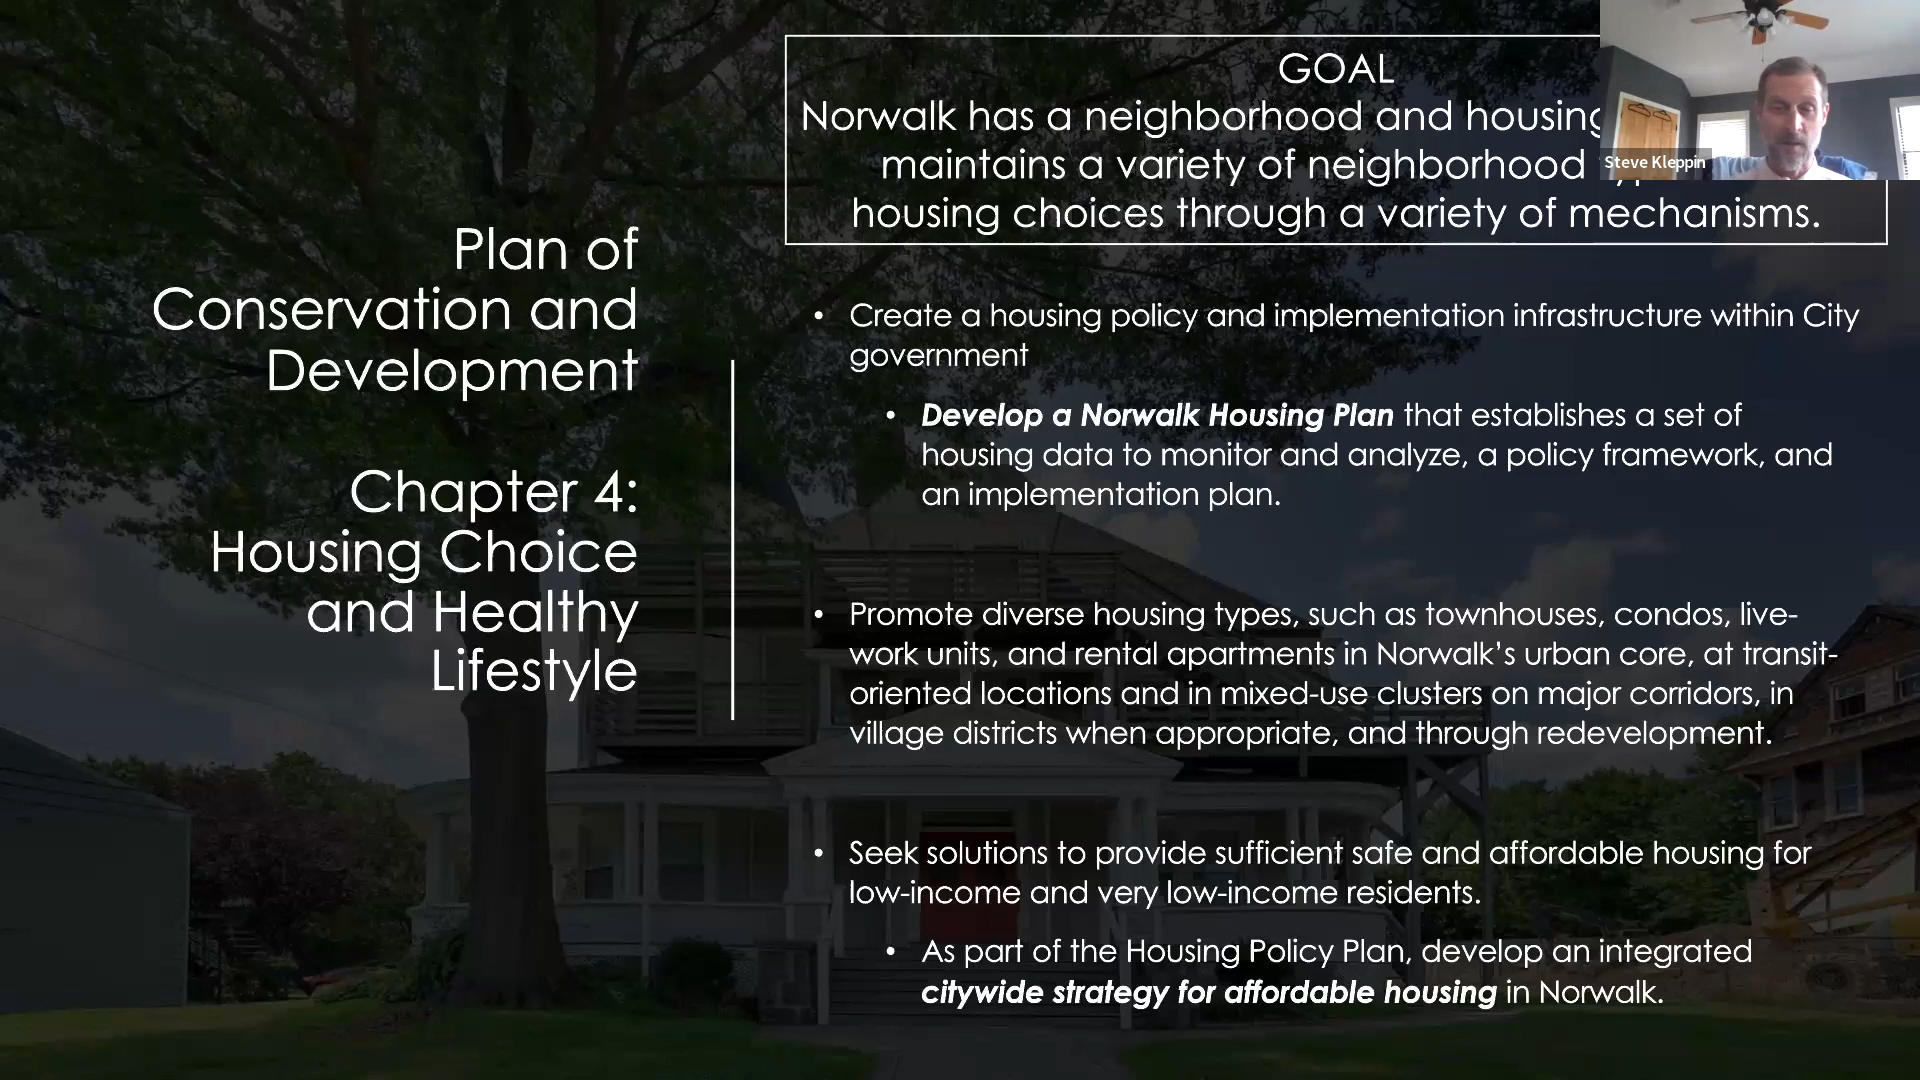 Plan of
Conservation and
Development
Chapter 4:
Housing Choice
and Healthy
Lifestyle
GOAL
Norwalk has a neighborhood and housing
maintains a variety of neighborhood
housing choices through a variety of mechanisms.
Steve Kleppin
• Create a housing policy and implementation infrastructure within City
government
• Develop a Norwalk Housing Plan that establishes a set of
housing data to monitor and analyze, a policy framework, and
an implementation plan.
• Promote diverse housing types, such as townhouses, condos, live-
work units, and rental apartments in Norwalk’s urban core, at transit-
oriented locations and in mixed-use clusters on major corridors, in
village districts when appropriate, and through redevelopment.
• Seek solutions to provide sufficient safe and affordable housing for
low-income and very low-income residents.
• As part of the Housing Policy Plan, develop an integrated
citywide strategy for affordable housing in Norwalk.